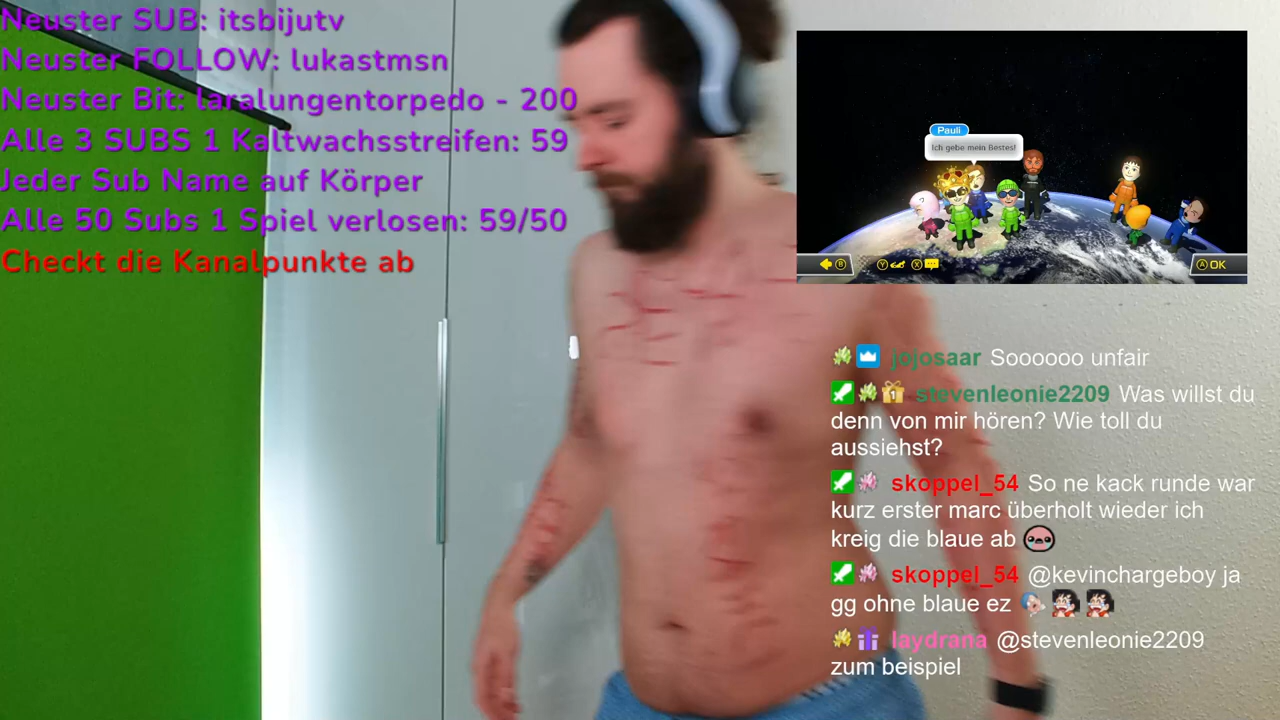 Neuster SUB: itsbijutv
Neuster FOLLOW: lukastmsn
Neuster Bit: laralungentorpedo - 200
Alle 3 SUBS 1 Kaltwachsstreifen: 59
Jeder Sub Name auf Körper
Alle 50 Subs 1 Spiel verlosen: 59/50
Checkt die Kanalpunkte ab
Pauli
Ich gebe mein Bestes!
B
Y
X
A OK
jojosaar Soooooo unfair
1 stevenleonie2209 Was willst du
denn von mir hören? Wie toll du
aussiehst?
skoppel_54 So ne kack runde war
kurz erster marc überholt wieder ich
kreig die blaue ab
skoppel_54 @kevinchargeboy ja
gg ohne blaue ez
laydrana @stevenleonie2209
zum beispiel